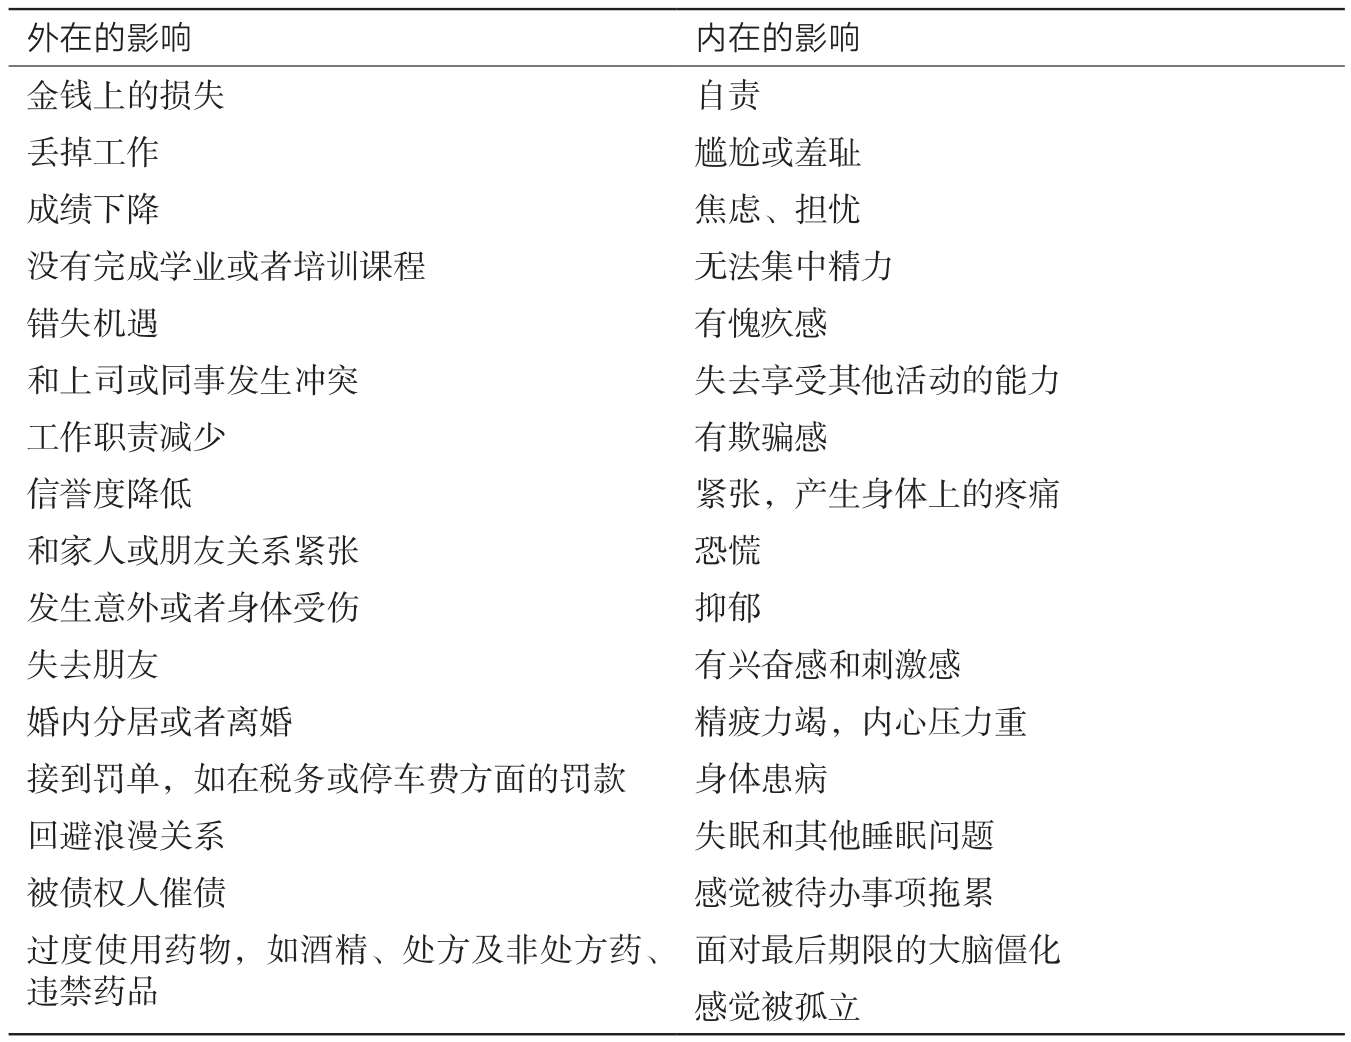 外在的影响 内在的影响
金钱上的损失 自责
丢掉工作 尴尬或羞耻
成绩下降 焦虑、担忧
没有完成学业或者培训课程 无法集中精力
错失机遇 有愧疚感
和上司或同事发生冲突 失去享受其他活动的能力
工作职责减少 有欺骗感
信誉度降低 紧张，产生身体上的疼痛
和家人或朋友关系紧张 恐慌
发生意外或者身体受伤 抑郁
失去朋友 有兴奋感和刺激感
婚内分居或者离婚 精疲力竭，内心压力重
接到罚单，如在税务或停车费方面的罚款 身体患病
回避浪漫关系 失眠和其他睡眠问题
被债权人催债 感觉被待办事项拖累
过度使用药物，如酒精、处方及非处方药、 面对最后期限的大脑僵化
违禁药品
感觉被孤立